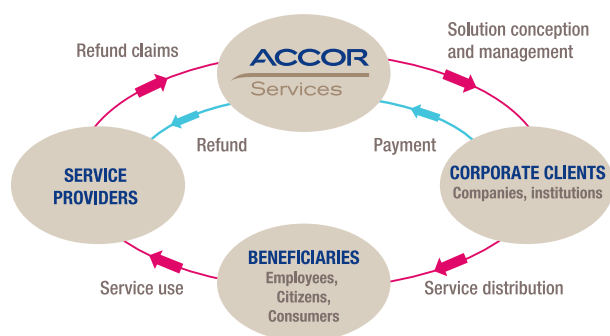 Refund claims
ACCOR
Services
Solution conception
and management
Refund
Payment
SERVICE
PROVIDERS
CORPORATE CLIENTS
Companies, institutions
BENEFICIARIES
Employees,
Citizens,
Consumers
Service use
Service distribution